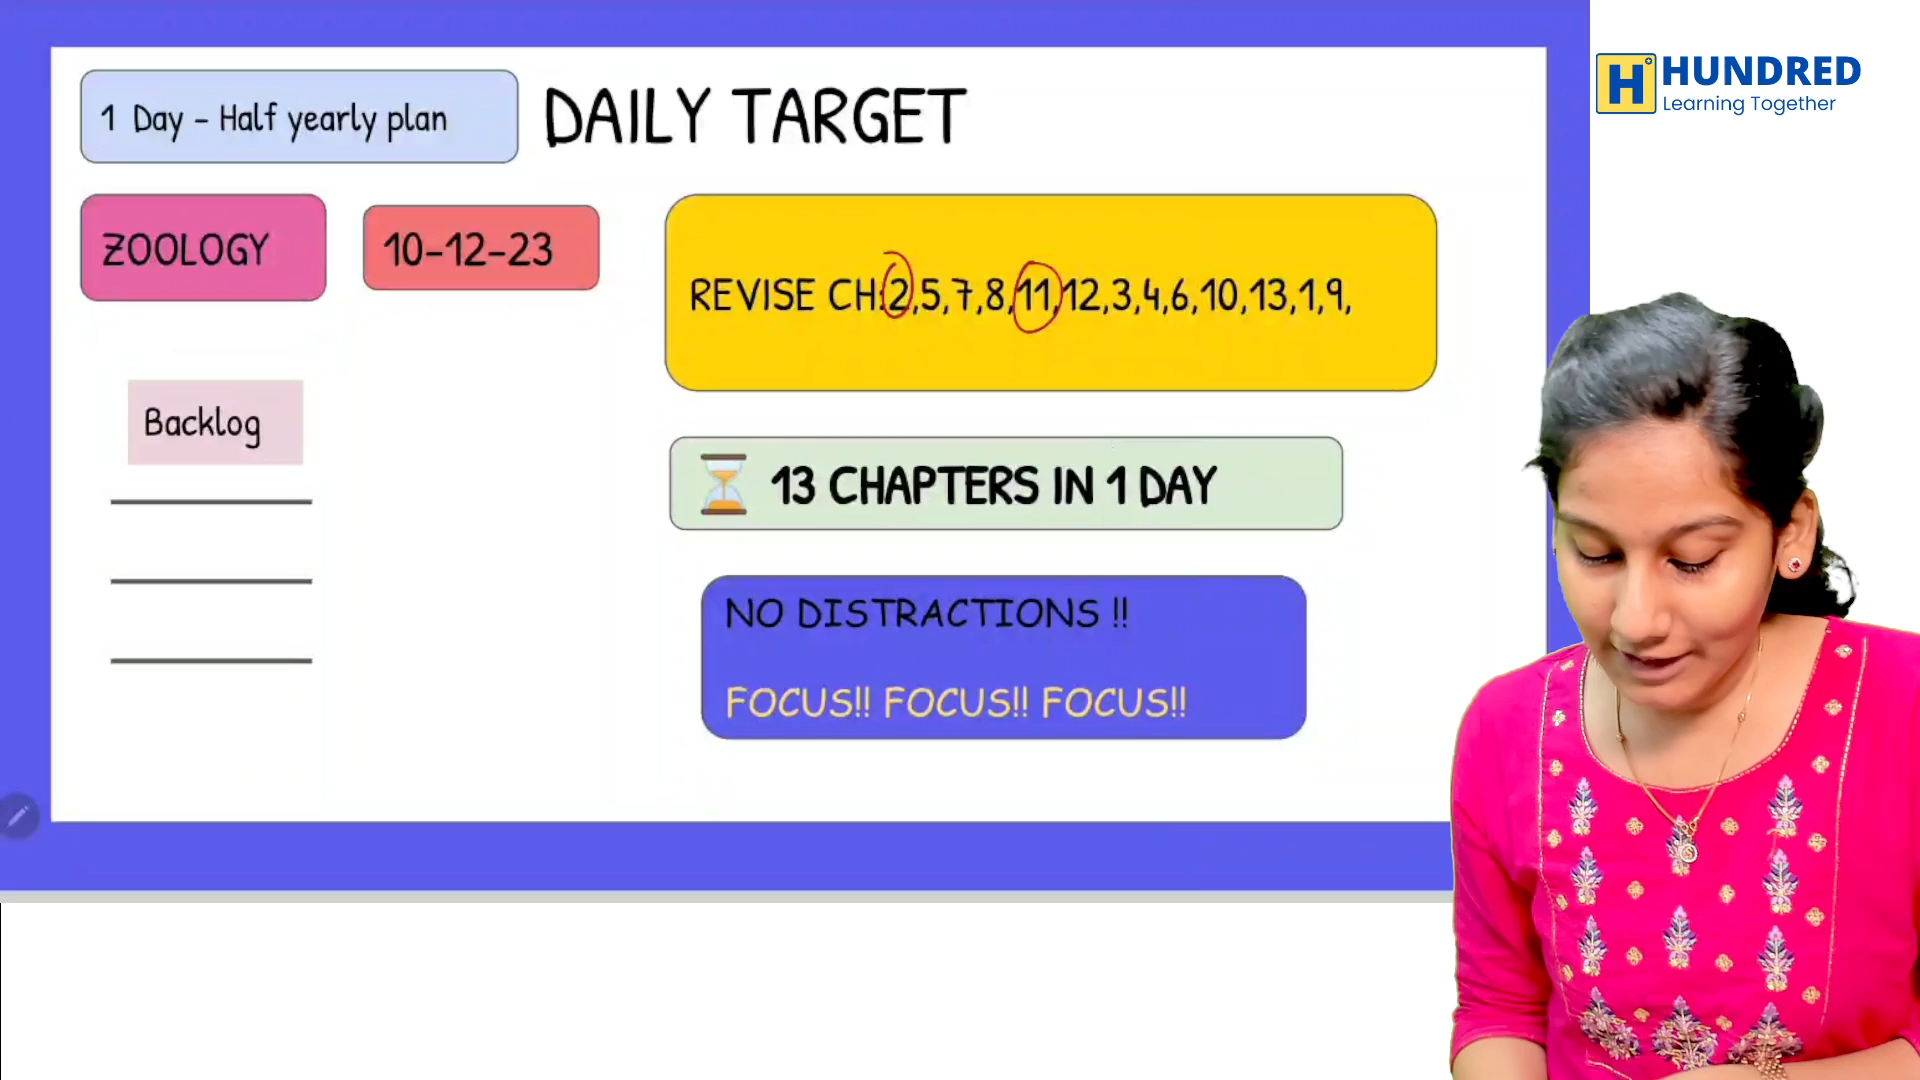 1 Day - Half yearly plan
DAILY TARGET
H° HUNDRED
Learning Together
ZOOLOGY
10-12-23
REVISE CH:2,5,7,8,11,12,3,4,6,10,13,1,9,
Backlog
13 CHAPTERS IN 1 DAY
NO DISTRACTIONS !!
FOCUS!! FOCUS!! FOCUS!!